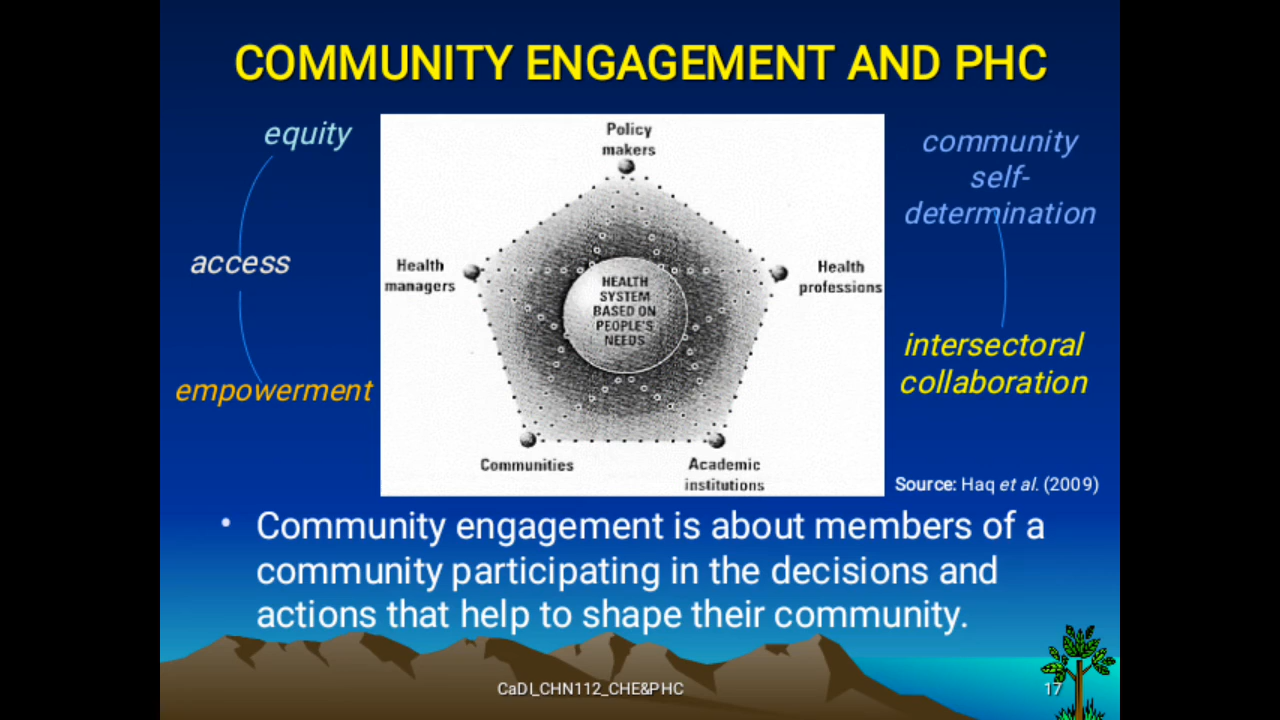 COMMUNITY ENGAGEMENT AND PHC
equity
access
empowerment
Policy
makers
Health
managers
Health
professions
HEALTH
SYSTEM
BASED ON
PEOPLE'S
NEEDS
Communities
Academic
institutions
community
self-
determination
intersectoral
collaboration
Source: Haq et al. (2009)
• Community engagement is about members of a
community participating in the decisions and
actions that help to shape their community.
CaDI_CHN112_CHE&PHC
17